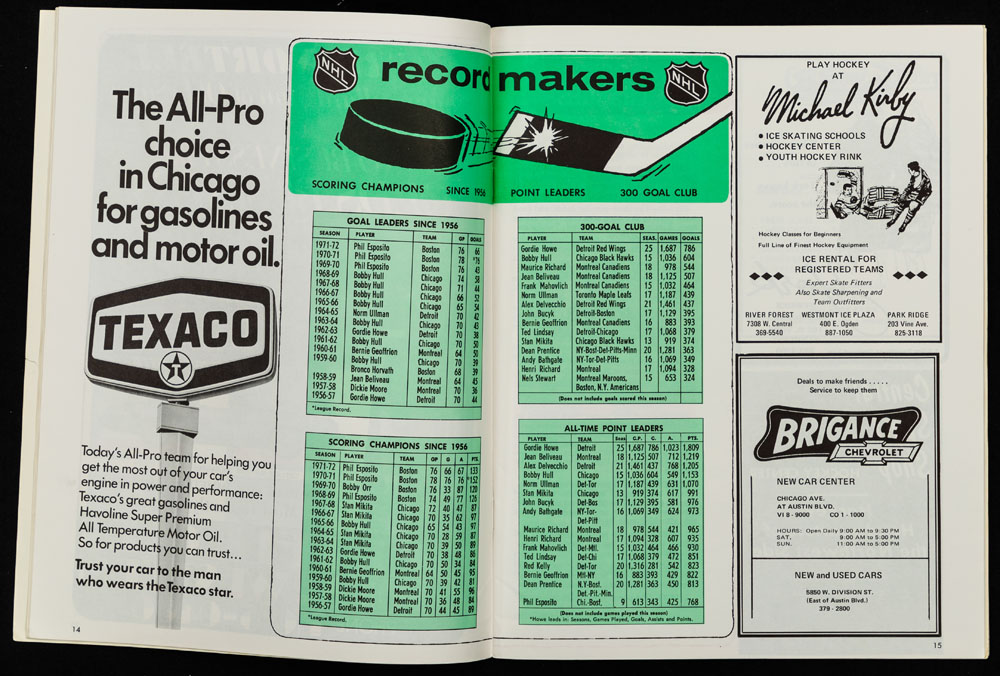 The All-Pro
choice
in Chicago
for gasolines
and motor oil.
TEXACO
T
Today's All-Pro team for helping you
get the most out of your car's
engine in power and performance:
Texaco's great gasolines and
Havoline Super Premium
All Temperature Motor Oil.
So for products you can trust...
Trust your car to the man
who wears the Texaco star.
14
NHL record makers NHL
SCORING CHAMPIONS SINCE 1956 POINT LEADERS 300 GOAL CLUB
GOAL LEADERS SINCE 1956
SEASON PLAYER TEAM GP GOALS
1971-72 Phil Esposito Boston 76 66
1970-71 Phil Esposito Boston 78 *76
1969-70 Phil Esposito Boston 76 43
1968-69 Bobby Hull Chicago 74 58
1967-68 Bobby Hull Chicago 71 44
1966-67 Bobby Hull Chicago 66 52
1965-66 Bobby Hull Chicago 65 54
1964-65 Norm Ullman Detroit 70 42
1963-64 Bobby Hull Chicago 70 43
1962-63 Gordie Howe Detroit 70 38
1961-62 Bobby Hull Chicago 70 50
1960-61 Bernie Geoffrion Montreal 64 50
1959-60 Bobby Hull Chicago 70 39
Bronco Horvath Boston 68 39
1958-59 Jean Beliveau Montreal 64 45
1957-58 Dickie Moore Montreal 70 36
1956-57 Gordie Howe Detroit 70 44
*League Record.
SCORING CHAMPIONS SINCE 1956
SEASON PLAYER TEAM GP G A PTS.
1971-72 Phil Esposito Boston 76 66 67 133
1970-71 Phil Esposito Boston 78 76 76 *152
1969-70 Bobby Orr Boston 76 33 87 120
1968-69 Phil Esposito Boston 74 49 77 126
1967-68 Stan Mikita Chicago 72 40 47 87
1966-67 Stan Mikita Chicago 70 35 62 97
1965-66 Bobby Hull Chicago 65 54 43 97
1964-65 Stan Mikita Chicago 70 28 59 87
1963-64 Stan Mikita Chicago 70 39 50 89
1962-63 Gordie Howe Detroit 70 38 48 86
1961-62 Bobby Hull Chicago 70 50 34 84
1960-61 Bernie Geoffrion Montreal 64 50 45 95
1959-60 Bobby Hull Chicago 70 39 42 81
1958-59 Dickie Moore Montreal 70 41 55 96
1957-58 Dickie Moore Montreal 70 36 48 84
1956-57 Gordie Howe Detroit 70 44 45 89
*League Record.
300-GOAL CLUB
PLAYER TEAM SEAS. GAMES GOALS
Gordie Howe Detroit Red Wings 25 1,687 786
Bobby Hull Chicago Black Hawks 15 1,036 604
Maurice Richard Montreal Canadiens 18 978 544
Jean Beliveau Montreal Canadiens 18 1,125 507
Frank Mahovlich Montreal Canadiens 15 1,032 464
Norm Ullman Toronto Maple Leafs 17 1,187 439
Alex Delvecchio Detroit Red Wings 21 1,461 437
John Bucyk Detroit-Boston 17 1,129 395
Bernie Geoffrion Montreal Canadiens 16 883 393
Ted Lindsay Detroit-Chicago 17 1,068 379
Stan Mikita Chicago Black Hawks 13 919 374
Dean Prentice NY-Bost-Det-Pitts-Minn 20 1,281 363
Andy Bathgate NY-Tor-Det-Pitts 16 1,069 349
Henri Richard Montreal 17 1,094 328
Nels Stewart Montreal Maroons, 15 653 324
Boston, N.Y. Americans
(Does not include goals scored this season)
ALL-TIME POINT LEADERS
PLAYER TEAM Seas G.P. G. A. PTS.
Gordie Howe Detroit 25 1,687 786 1,023 1,809
Jean Beliveau Montreal 18 1,125 507 712 1,219
Alex Delvecchio Detroit 21 1,461 437 768 1,205
Bobby Hull Chicago 15 1,036 604 549 1,153
Norm Ullman Det-Tor 17 1,187 439 631 1,070
Stan Mikita Chicago 13 919 374 617 991
John Bucyk Det-Bos 17 1,129 395 581 976
Andy Bathgate NY-Tor- 16 1,069 349 624 973
Det-Pitt
Maurice Richard Montreal 18 978 544 421 965
Henri Richard Montreal 17 1,094 328 607 935
Frank Mahovlich Det-Mtl. 15 1,032 464 466 930
Ted Lindsay Det-Chi 17 1,068 379 472 851
Red Kelly Det-Tor 20 1,316 281 542 823
Bernie Geoffrion Mtl-NY 16 883 393 429 822
Dean Prentice N.Y-Bost. 20 1,281 363 450 813
Det.-Pit.-Min.
Phil Esposito Chi.-Bost. 9 613 343 425 768
(Does not include games played this season)
*Howe leads in: Seasons, Games Played, Goals, Assists and Points.
PLAY HOCKEY
AT
Michael Kirby
• ICE SKATING SCHOOLS
• HOCKEY CENTER
• YOUTH HOCKEY RINK
Hockey Classes for Beginners
Full Line of Finest Hockey Equipment
ICE RENTAL FOR
REGISTERED TEAMS
Expert Skate Fitters
Also Skate Sharpening and
Team Outfitters
RIVER FOREST WESTMONT ICE PLAZA PARK RIDGE
7308 W. Central 400 E. Ogden 203 Vine Ave.
369-5540 887-1050 825-3118
Deals to make friends . . . . .
Service to keep them
BRIGANCE
CHEVROLET
NEW CAR CENTER
CHICAGO AVE.
AT AUSTIN BLVD.
VI 8 - 9000 CO 1 - 1000
HOURS: Open Daily 9:00 AM to 9:30 PM
SAT. 9:00 AM to 5:00 PM
SUN. 11:00 AM to 5:00 PM
NEW and USED CARS
5850 W. DIVISION ST.
(East of Austin Blvd.)
379 - 2800
15